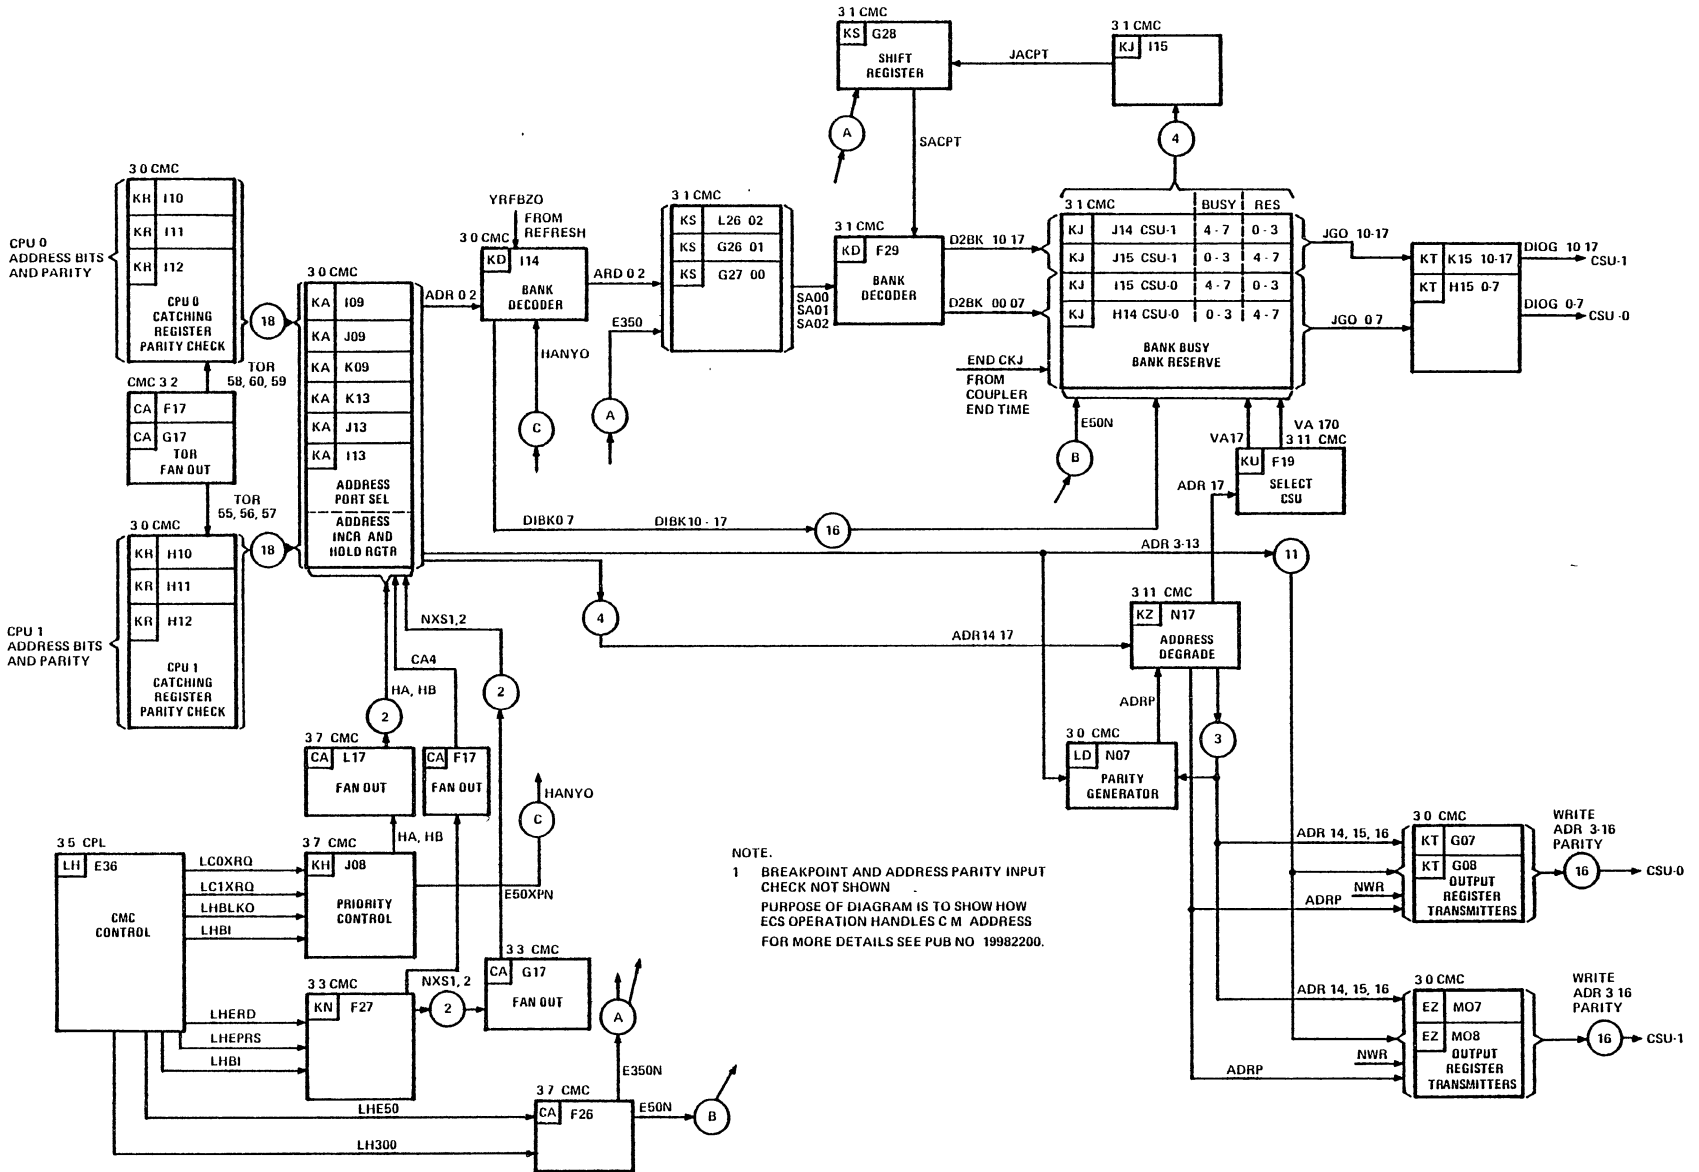 3 1 CMC
KS G28
SHIFT
REGISTER
JACPT
3 1 CMC
KJ I15
A
SACPT
4
3 0 CMC
KH I10
KR I11
KH I12
CPU 0
CATCHING
REGISTER
PARITY CHECK
CPU 0
ADDRESS BITS
AND PARITY
18
TOR
58, 60, 59
CMC 3 2
CA F17
CA G17
TOR
FAN OUT
TOR
55, 56, 57
3 0 CMC
KR H10
KR H11
KR H12
CPU 1
CATCHING
REGISTER
PARITY CHECK
CPU 1
ADDRESS BITS
AND PARITY
18
3 0 CMC
KA I09
KA J09
KA K09
KA K13
KA J13
KA I13
ADDRESS
PORT SEL
ADDRESS
INCR AND
HOLD RGTR
ADR 0 2
YRFBZO
FROM
REFRESH
3 0 CMC
KD I14
BANK
DECODER
ARD 0 2
HANYO
C
E350
A
3 1 CMC
KS L26 02
KS G26 01
KS G27 00
SA00
SA01
SA02
3 1 CMC
KD F29
BANK
DECODER
D2BK 10 17
D2BK 00 07
3 1 CMC BUSY RES
KJ J14 CSU-1 4 - 7 0 - 3
KJ J15 CSU-1 0 - 3 4 - 7
KJ I15 CSU-0 4 - 7 0 - 3
KJ H14 CSU-0 0 - 3 4 - 7
BANK BUSY
BANK RESERVE
END CKJ
FROM
COUPLER
END TIME
E50N
B
JGO 10-17
JGO 0 7
KT K15 10-17
KT H15 0-7
DIOG 10 17
CSU-1
DIOG 0-7
CSU -0
VA17
VA 170
3 11 CMC
KU F19
SELECT
CSU
ADR 17
DIBK0 7
DIBK10 - 17
16
ADR 3-13
11
4
ADR14 17
3 11 CMC
KZ N17
ADDRESS
DEGRADE
ADRP
3
3 0 CMC
LD N07
PARITY
GENERATOR
NXS1,2
CA4
HA, HB
2
2
3 7 CMC
CA L17
FAN OUT
CA F17
FAN OUT
HANYO
C
HA, HB
3 5 CPL
LH E36
CMC
CONTROL
LC0XRQ
LC1XRQ
LHBLKO
LHBI
3 7 CMC
KH J08
PRIORITY
CONTROL
E50XPN
3 3 CMC
KN F27
NXS1, 2
2
3 3 CMC
CA G17
FAN OUT
LHERD
LHEPRS
LHBI
LHE50
LH300
A
E350N
3 7 CMC
CA F26
E50N
B
NOTE.
1 BREAKPOINT AND ADDRESS PARITY INPUT
CHECK NOT SHOWN
PURPOSE OF DIAGRAM IS TO SHOW HOW
ECS OPERATION HANDLES C M ADDRESS
FOR MORE DETAILS SEE PUB NO 19982200.
ADR 14, 15, 16
NWR
ADRP
3 0 CMC
KT G07
KT G08
OUTPUT
REGISTER
TRANSMITTERS
WRITE
ADR 3-16
PARITY
16
CSU-0
ADR 14, 15, 16
NWR
ADRP
3 0 CMC
EZ MO7
EZ MO8
OUTPUT
REGISTER
TRANSMITTERS
WRITE
ADR 3 16
PARITY
16
CSU-1